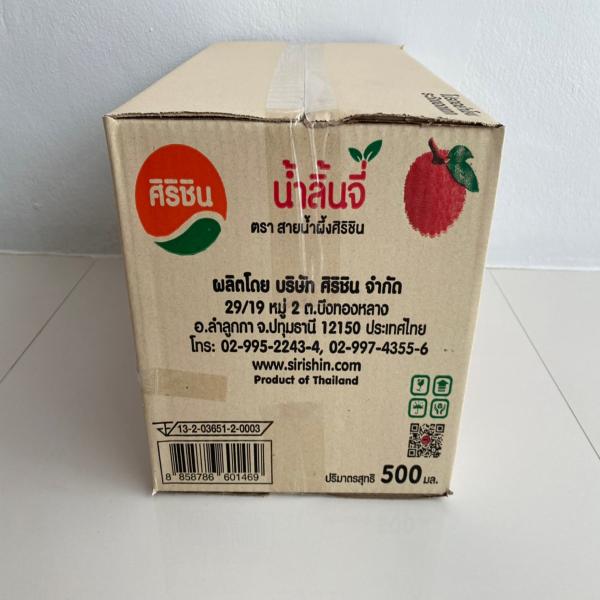 ศิริชิน
น้ำลิ้นจี่
ตรา สายน้ำผึ้งศิริชิน
ผลิตโดย บริษัท ศิริชิน จำกัด
29/19 หมู่ 2 ต.บึงทองหลาง
อ.ลำลูกกา จ.ปทุมธานี 12150 ประเทศไทย
โทร: 02-995-2243-4, 02-997-4355-6
www.sirishin.com
Product of Thailand
13-2-03651-2-0003
8 858786 601469
ปริมาตรสุทธิ 500 มล.